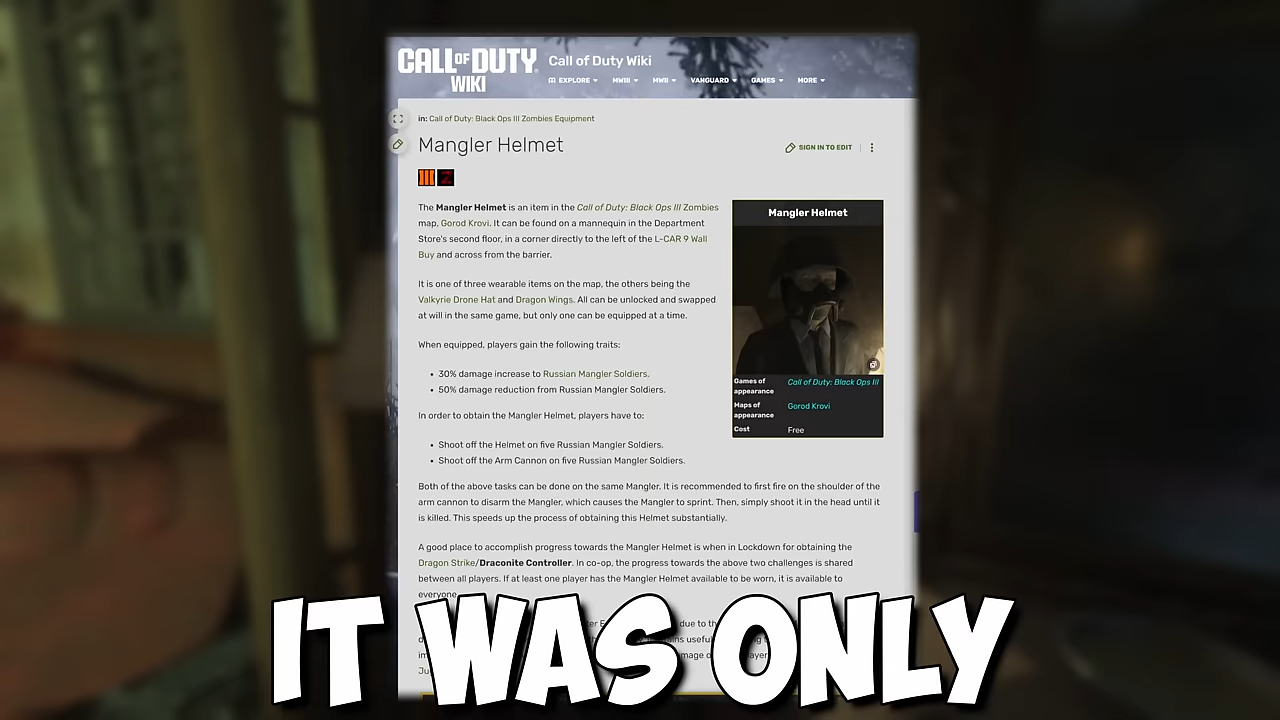 CALL OF DUTY
WIKI
Call of Duty Wiki
EXPLORE MWIII MWII VANGUARD GAMES MORE
in: Call of Duty: Black Ops III Zombies Equipment
Mangler Helmet
SIGN IN TO EDIT
III Z
The Mangler Helmet is an item in the Call of Duty: Black Ops III Zombies
map, Gorod Krovi. It can be found on a mannequin in the Department
Store's second floor, in a corner directly to the left of the L-CAR 9 Wall
Buy and across from the barrier.
It is one of three wearable items on the map, the others being the
Valkyrie Drone Hat and Dragon Wings. All can be unlocked and swapped
at will in the same game, but only one can be equipped at a time.
When equipped, players gain the following traits:
• 30% damage increase to Russian Mangler Soldiers.
• 50% damage reduction from Russian Mangler Soldiers.
In order to obtain the Mangler Helmet, players have to:
• Shoot off the Helmet on five Russian Mangler Soldiers.
• Shoot off the Arm Cannon on five Russian Mangler Soldiers.
Mangler Helmet
Games of appearance Call of Duty: Black Ops III
Maps of appearance Gorod Krovi
Cost Free
Both of the above tasks can be done on the same Mangler. It is recommended to first fire on the shoulder of the
arm cannon to disarm the Mangler, which causes the Mangler to sprint. Then, simply shoot it in the head until it
is killed. This speeds up the process of obtaining this Helmet substantially.
A good place to accomplish progress towards the Mangler Helmet is when in Lockdown for obtaining the
Dragon Strike/Draconite Controller. In co-op, the progress towards the above two challenges is shared
between all players. If at least one player has the Mangler Helmet available to be worn, it is available to
everyone.
due to th
IT WAS ONLY